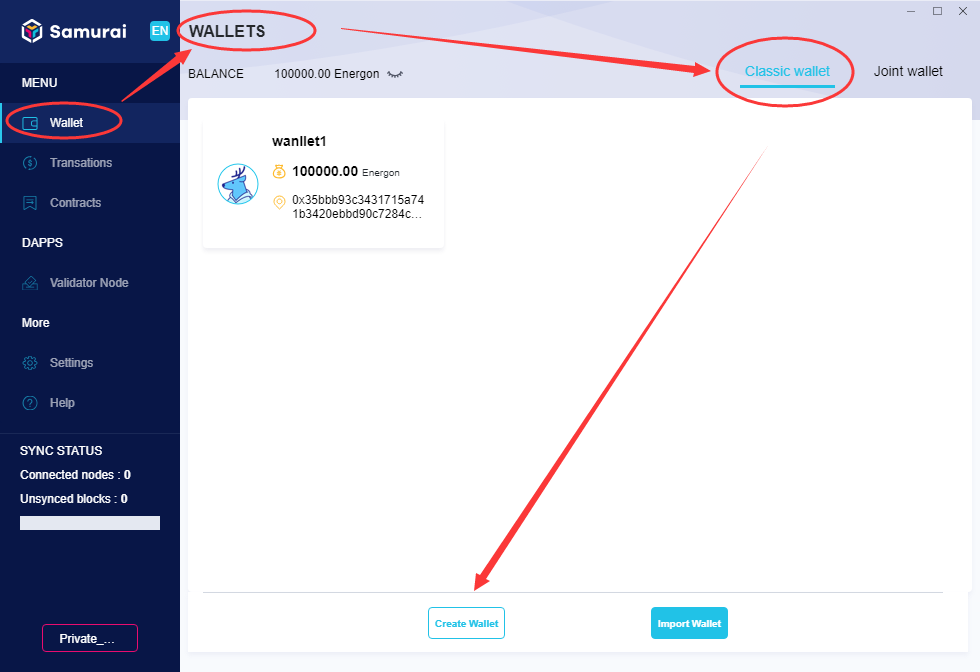 Samurai
EN
MENU
Wallet
Transations
Contracts
DAPPS
Validator Node
More
Settings
Help
SYNC STATUS
Connected nodes : 0
Unsynced blocks : 0
Private_...
WALLETS
BALANCE 100000.00 Energon
Classic wallet
Joint wallet
wanllet1
100000.00 Energon
0x35bbb93c3431715a74
1b3420ebbd90c7284c...
Create Wallet
Import Wallet